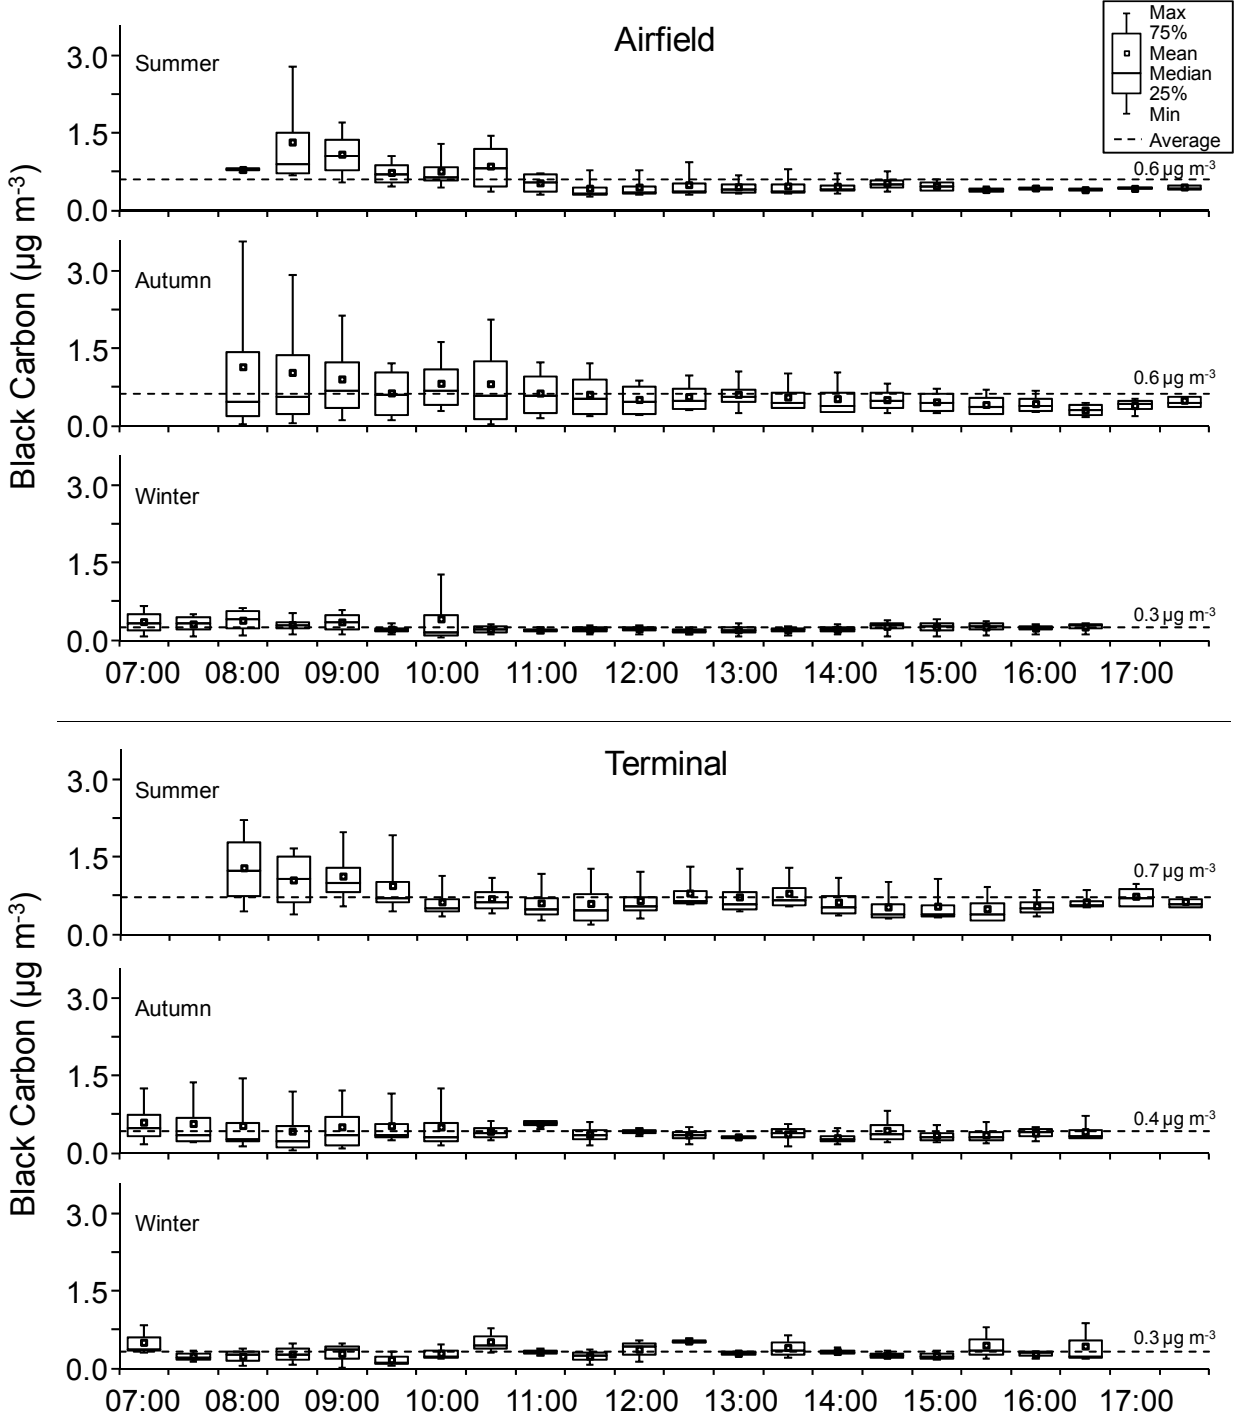 Airfield
Max
75%
Mean
Median
25%
Min
Average
Black Carbon (µg m⁻³)
3.0
1.5
0.0
Summer
0.6 µg m⁻³
3.0
1.5
0.0
Autumn
0.6 µg m⁻³
3.0
1.5
0.0
Winter
0.3 µg m⁻³
07:00 08:00 09:00 10:00 11:00 12:00 13:00 14:00 15:00 16:00 17:00
Terminal
Black Carbon (µg m⁻³)
3.0
1.5
0.0
Summer
0.7 µg m⁻³
3.0
1.5
0.0
Autumn
0.4 µg m⁻³
3.0
1.5
0.0
Winter
0.3 µg m⁻³
07:00 08:00 09:00 10:00 11:00 12:00 13:00 14:00 15:00 16:00 17:00